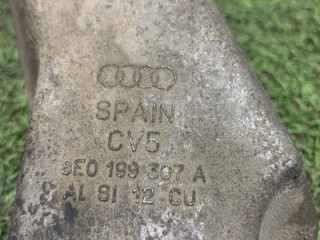 SPAIN
CV5
8E0 199 307 A
AL SI 12 CU